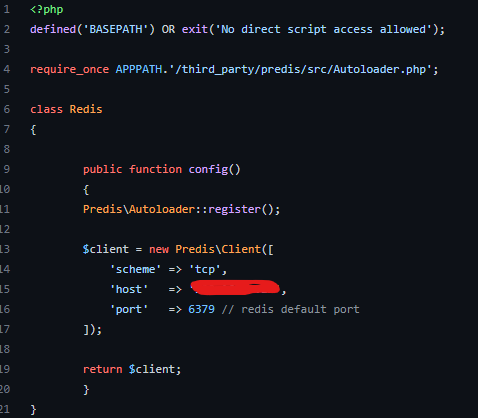 1 <?php
2 defined('BASEPATH') OR exit('No direct script access allowed');
3
4 require_once APPPATH.'/third_party/predis/src/Autoloader.php';
5
6 class Redis
7 {
8
9 public function config()
10 {
11 Predis\Autoloader::register();
12
13 $client = new Predis\Client([
14 'scheme' => 'tcp',
15 'host' => ',
16 'port' => 6379 // redis default port
17 ]);
18
19 return $client;
20 }
21 }